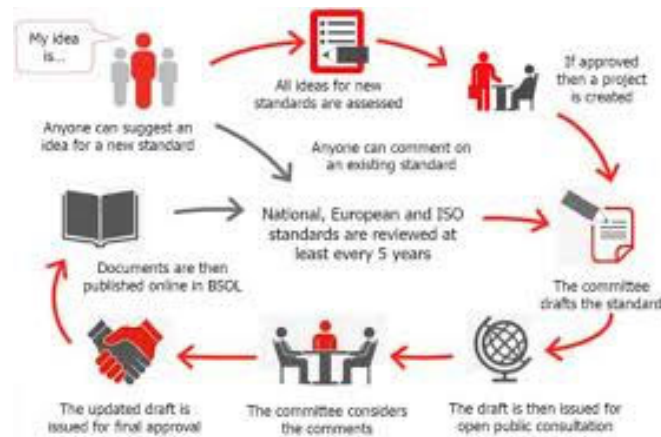 My idea
is...
Anyone can suggest an
idea for a new standard
All ideas for new
standards are assessed
If approved
then a project
is created
Anyone can comment on
an existing standard
National, European and ISO
standards are reviewed at
least every 5 years
Documents are then
published online in BSOL
The committee
drafts the standard
The draft is then issued for
open public consultation
The committee considers
the comments
The updated draft is
issued for final approval